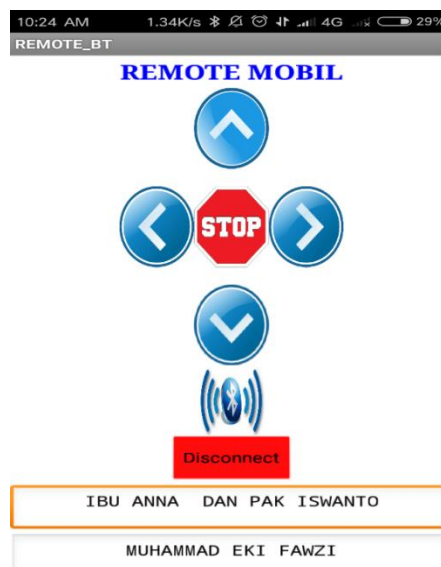 10:24 AM 1.34K/s 4G 29%
REMOTE_BT
REMOTE MOBIL
STOP
Disconnect
IBU ANNA DAN PAK ISWANTO
MUHAMMAD EKI FAWZI